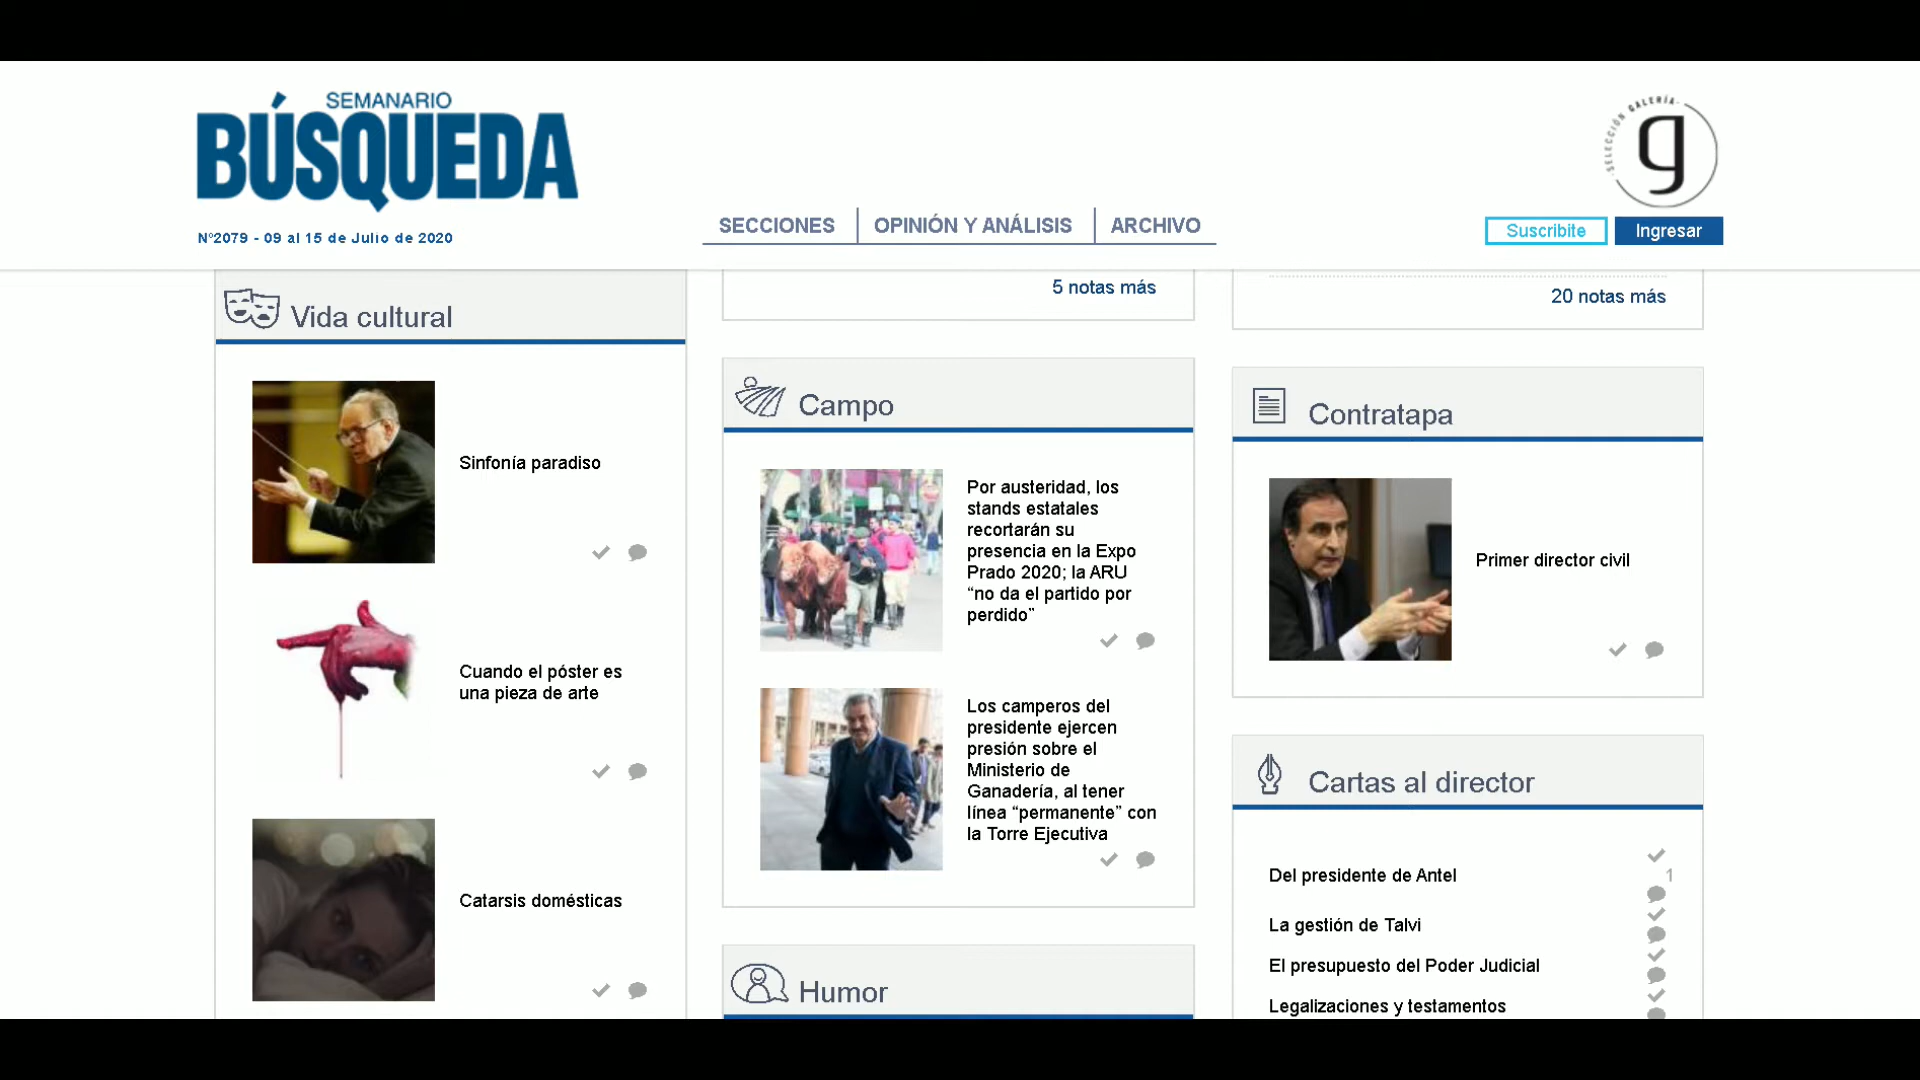 SEMANARIO
BÚSQUEDA
Nº2079 - 09 al 15 de Julio de 2020
SECCIONES
OPINIÓN Y ANÁLISIS
ARCHIVO
SELECCIÓN GALERÍA
g
Suscribite
Ingresar
Vida cultural
Sinfonía paradiso
Cuando el póster es
una pieza de arte
Catarsis domésticas
5 notas más
Campo
Por austeridad, los
stands estatales
recortarán su
presencia en la Expo
Prado 2020; la ARU
“no da el partido por
perdido”
Los camperos del
presidente ejercen
presión sobre el
Ministerio de
Ganadería, al tener
línea “permanente” con
la Torre Ejecutiva
Humor
20 notas más
Contratapa
Primer director civil
Cartas al director
Del presidente de Antel
1
La gestión de Talvi
El presupuesto del Poder Judicial
Legalizaciones y testamentos